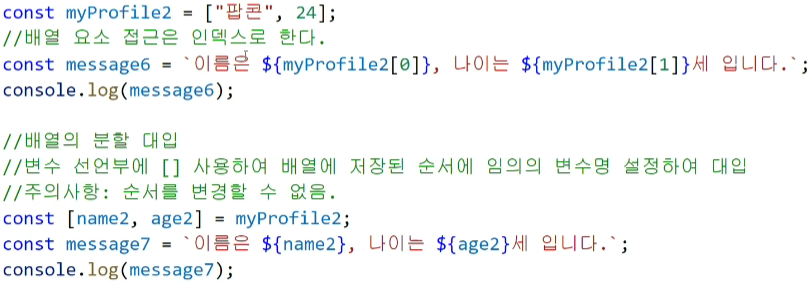 const myProfile2 = ["팝콘", 24];
//배열 요소 접근은 인덱스로 한다.
const message6 = `이름은 ${myProfile2[0]}, 나이는 ${myProfile2[1]}세 입니다.`;
console.log(message6);
//배열의 분할 대입
//변수 선언부에 [] 사용하여 배열에 저장된 순서에 임의의 변수명 설정하여 대입
//주의사항: 순서를 변경할 수 없음.
const [name2, age2] = myProfile2;
const message7 = `이름은 ${name2}, 나이는 ${age2}세 입니다.`;
console.log(message7);